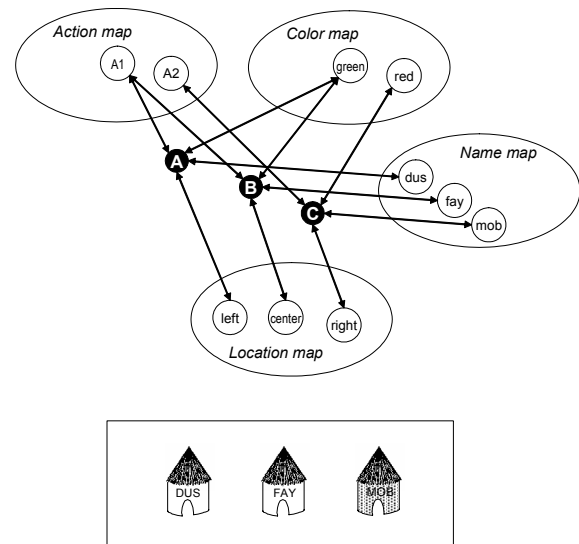 Action map
A1
A2
Color map
green
red
A
B
C
Name map
dus
fay
mob
left
center
right
Location map
DUS
FAY
MOB